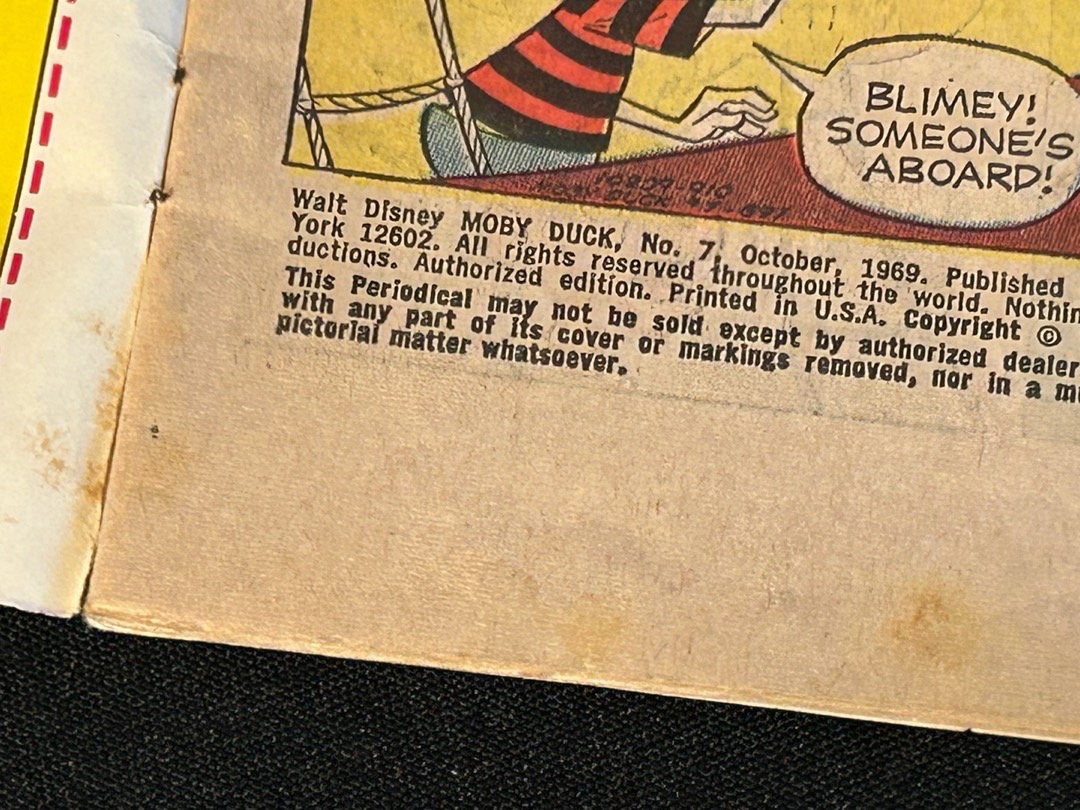 BLIMEY!
SOMEONE'S
ABOARD!
Walt Disney MOBY DUCK, No. 7, October, 1969. Published
York 12602. All rights reserved throughout the world. Nothin
ductions. Authorized edition. Printed in U.S.A. Copyright ©
This Periodical may not be sold except by authorized dealer
with any part of its cover or markings removed, nor in a mu
pictorial matter whatsoever.